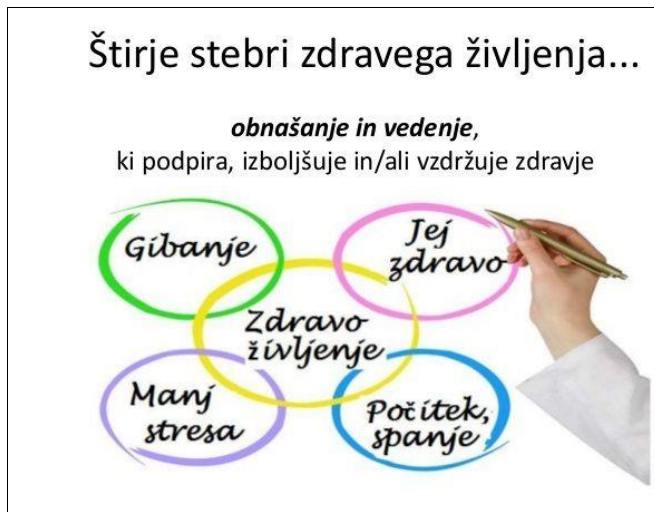 Štirje stebri zdravega življenja...
obnašanje in vedenje,
ki podpira, izboljšuje in/ali vzdržuje zdravje
Gibanje
Jej
zdravo
Zdravo
življenje
Manj
stresa
Počitek,
spanje